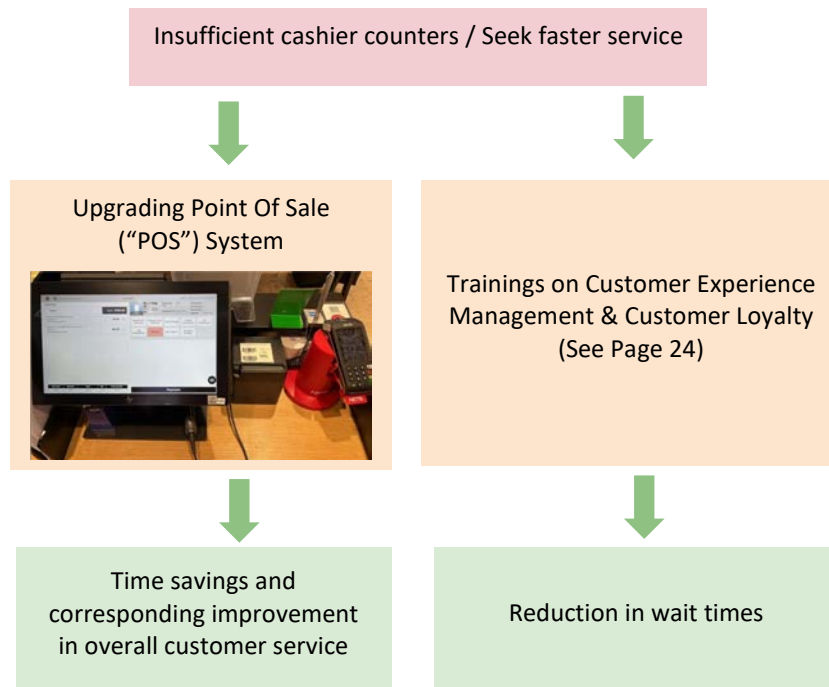 Insufficient cashier counters / Seek faster service
Upgrading Point Of Sale
(“POS”) System
Trainings on Customer Experience
Management & Customer Loyalty
(See Page 24)
Time savings and
corresponding improvement
in overall customer service
Reduction in wait times